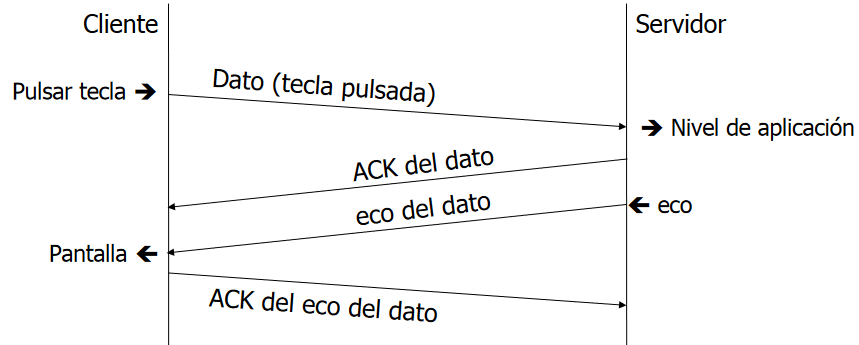 Cliente
Servidor
Pulsar tecla →
Dato (tecla pulsada)
→ Nivel de aplicación
ACK del dato
eco del dato
← eco
Pantalla ←
ACK del eco del dato